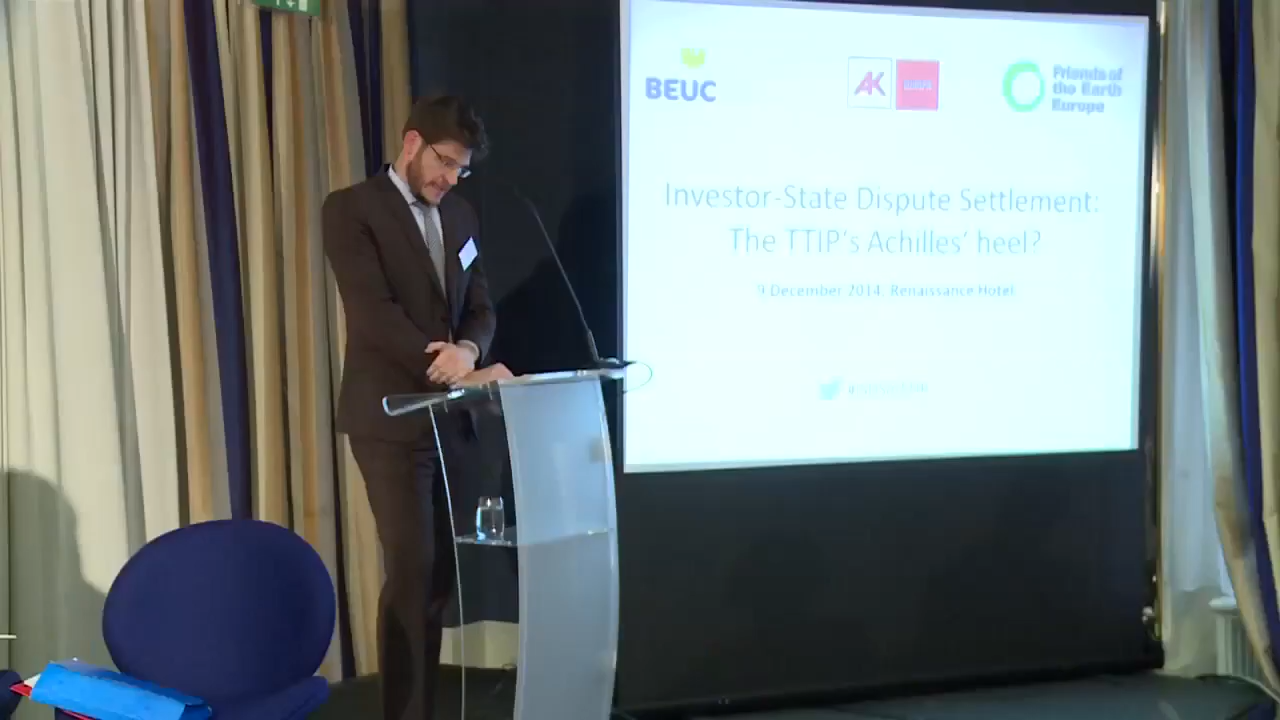 BEUC
AK
Friends of
the Earth
Europe
Investor-State Dispute Settlement:
The TTIP's Achilles' heel?
9 December 2014, Renaissance Hotel